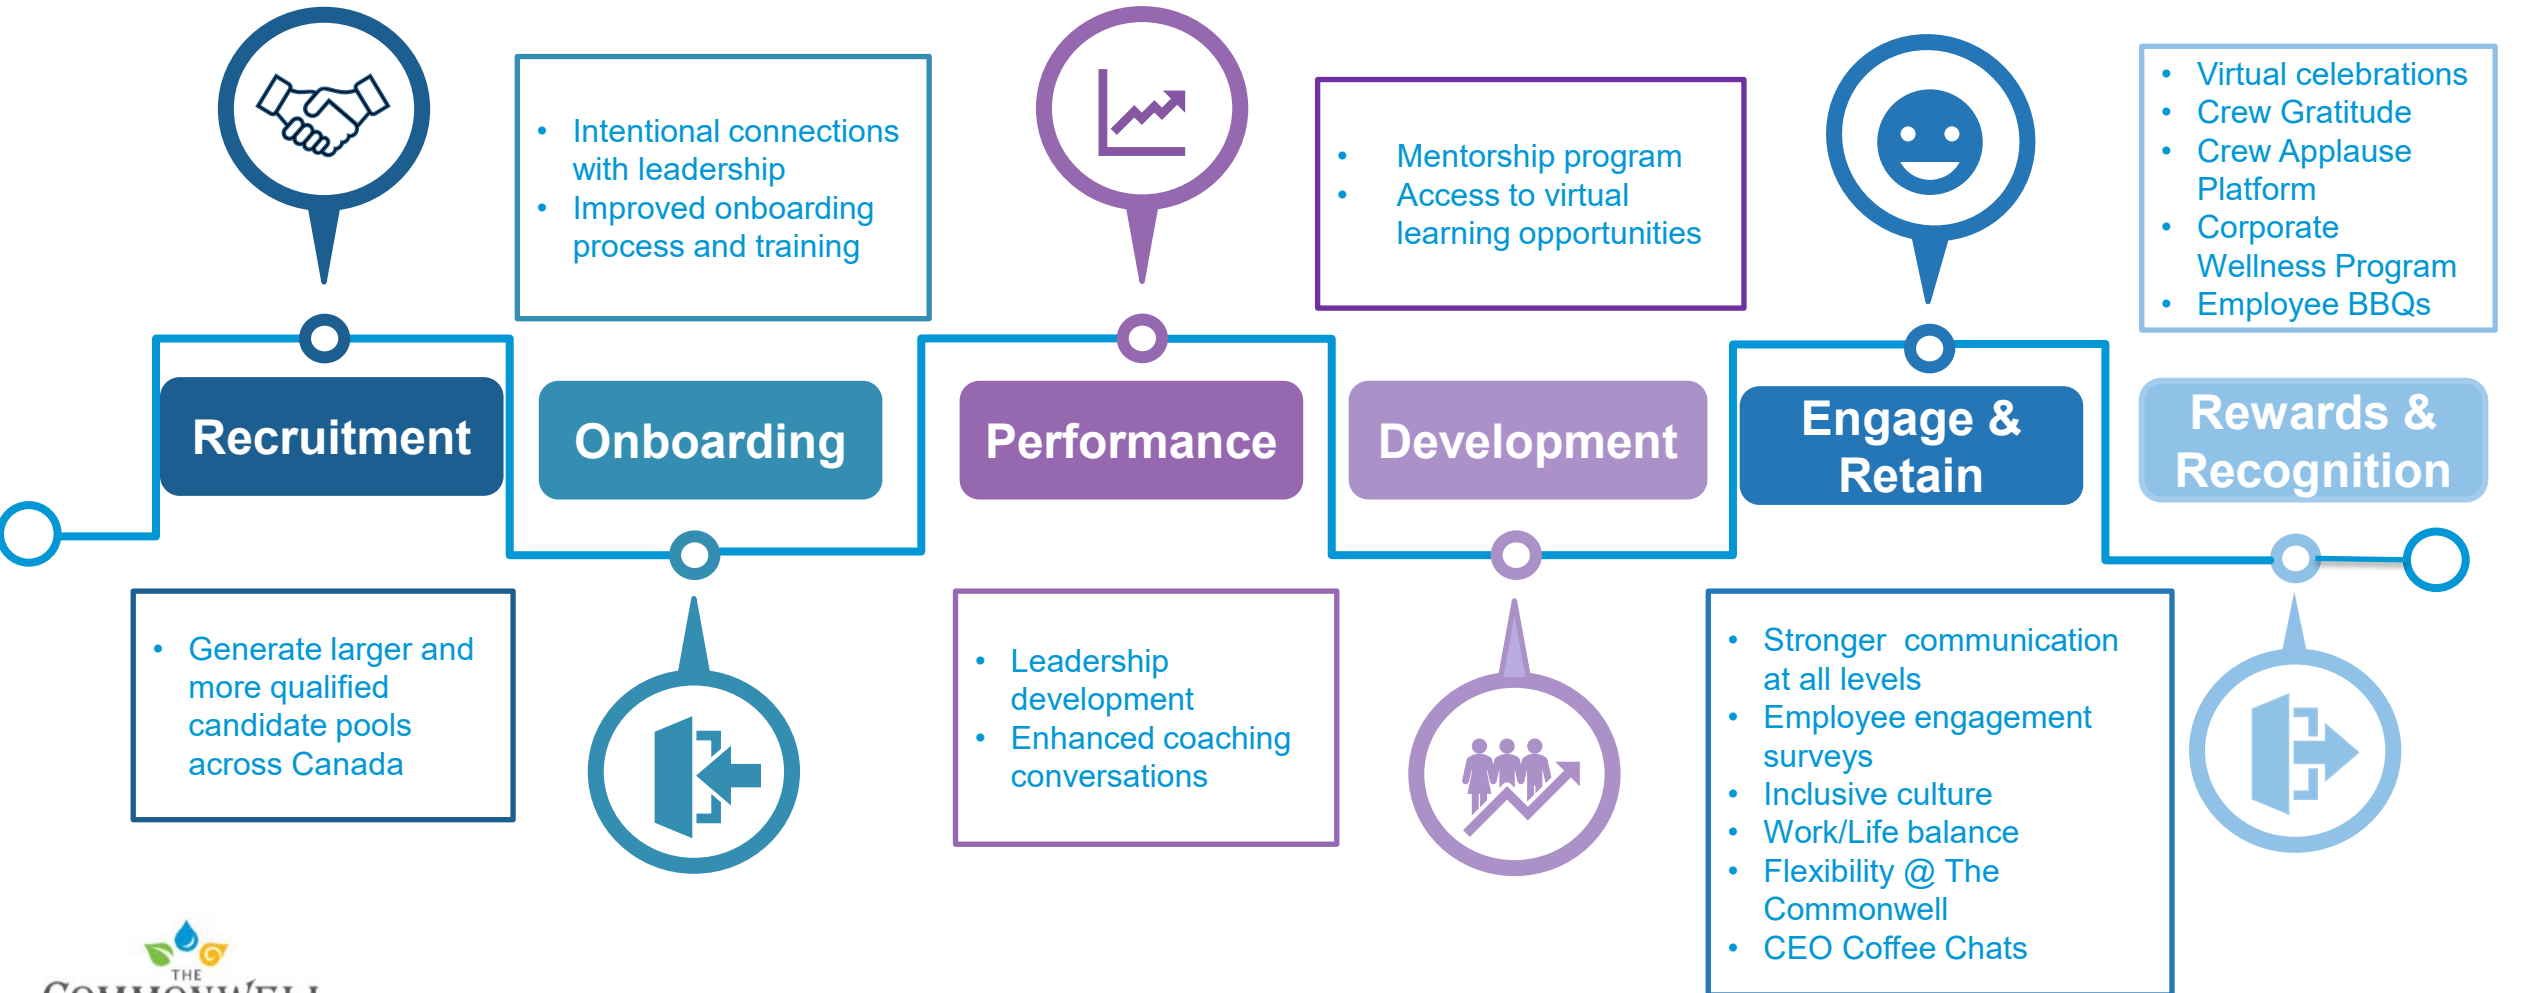 Recruitment
• Generate larger and
more qualified
candidate pools
across Canada
• Intentional connections
with leadership
• Improved onboarding
process and training
Onboarding
Performance
• Leadership
development
• Enhanced coaching
conversations
• Mentorship program
• Access to virtual
learning opportunities
Development
Engage &
Retain
• Stronger  communication
at all levels
• Employee engagement
surveys
• Inclusive culture
• Work/Life balance
• Flexibility @ The
Commonwell
• CEO Coffee Chats
• Virtual celebrations
• Crew Gratitude
• Crew Applause
Platform
• Corporate
Wellness Program
• Employee BBQs
Rewards &
Recognition
THE
COMMONWELL